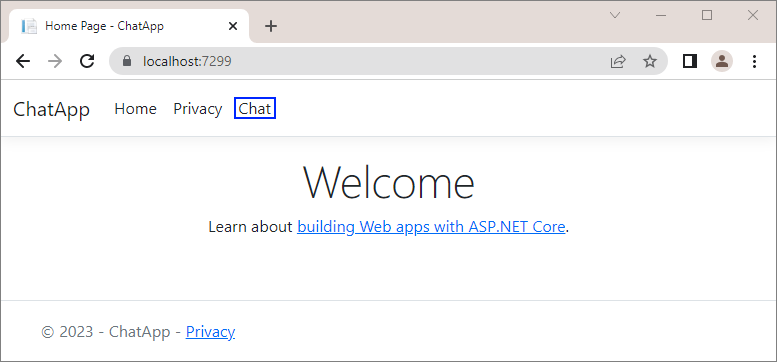 Home Page - ChatApp
localhost:7299
ChatApp Home Privacy Chat
Welcome
Learn about building Web apps with ASP.NET Core.
© 2023 - ChatApp - Privacy